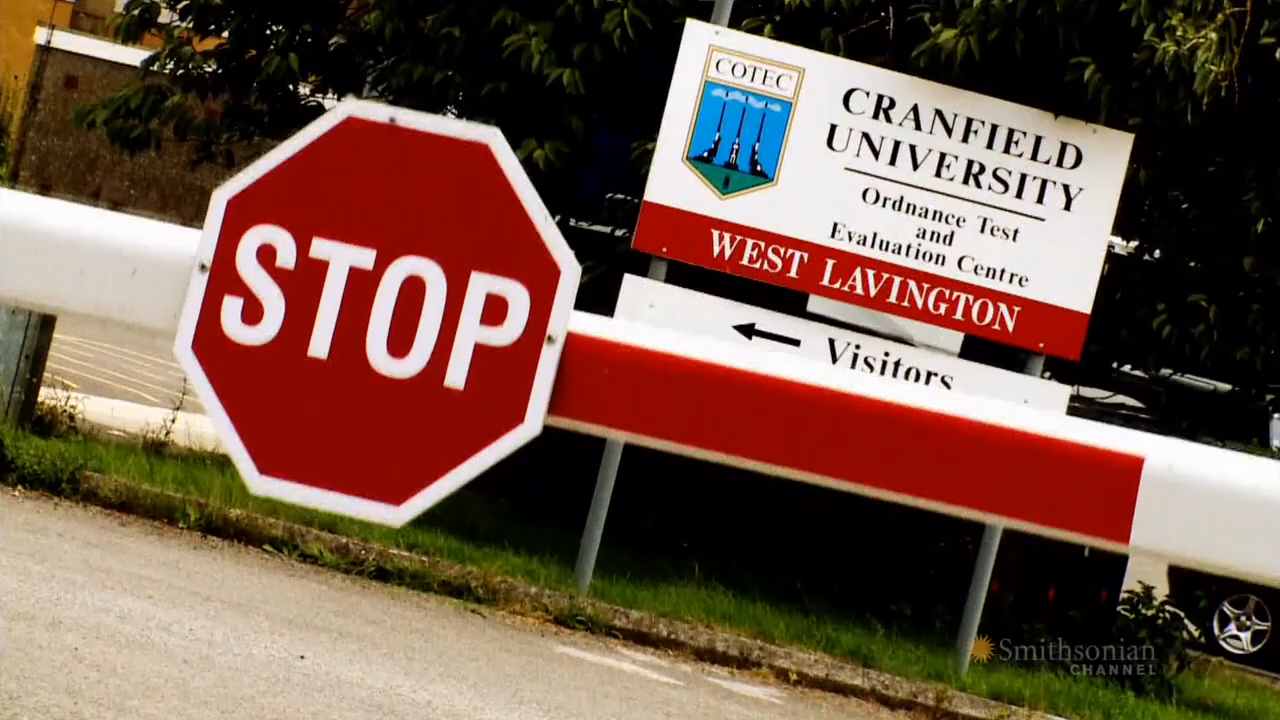 STOP
COTEC
CRANFIELD
UNIVERSITY
Ordnance Test
and
Evaluation Centre
WEST LAVINGTON
Visitors
Smithsonian
CHANNEL